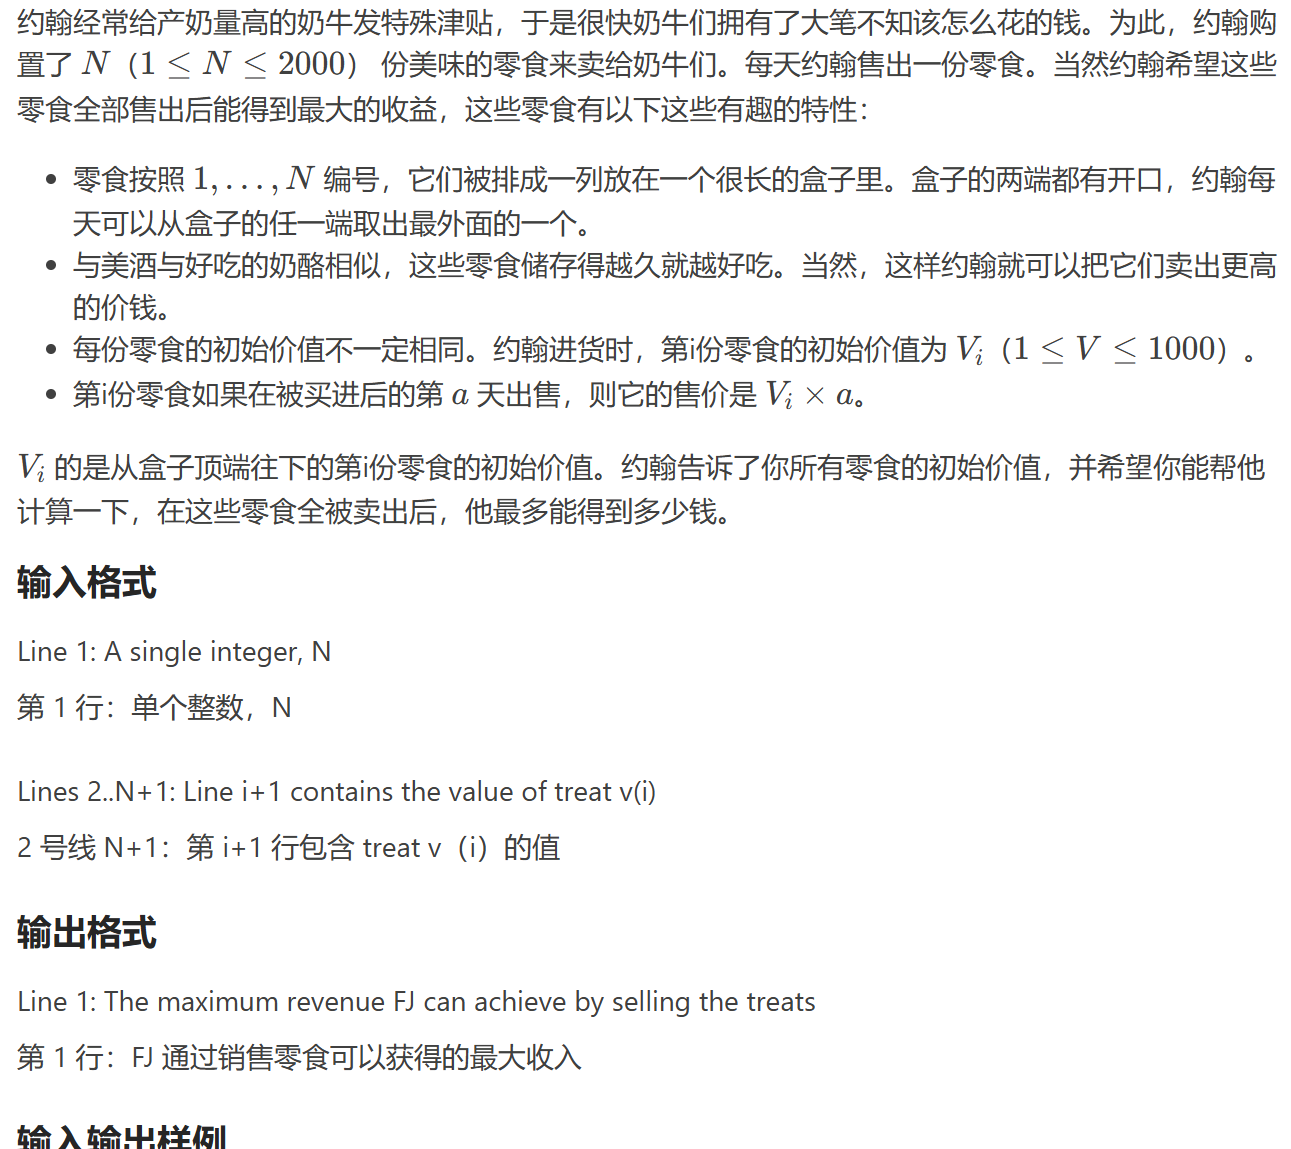 约翰经常给产奶量高的奶牛发特殊津贴，于是很快奶牛们拥有了大笔不知该怎么花的钱。为此，约翰购
置了 N（1 ≤ N ≤ 2000） 份美味的零食来卖给奶牛们。每天约翰售出一份零食。当然约翰希望这些
零食全部售出后能得到最大的收益，这些零食有以下这些有趣的特性：
• 零食按照 1, . . . , N 编号，它们被排成一列放在一个很长的盒子里。盒子的两端都有开口，约翰每
天可以从盒子的任一端取出最外面的一个。
• 与美酒与好吃的奶酪相似，这些零食储存得越久就越好吃。当然，这样约翰就可以把它们卖出更高
的价钱。
• 每份零食的初始价值不一定相同。约翰进货时，第i份零食的初始价值为 Vi（1 ≤ V ≤ 1000）。
• 第i份零食如果在被买进后的第 a 天出售，则它的售价是 Vi × a。
Vi 的是从盒子顶端往下的第i份零食的初始价值。约翰告诉了你所有零食的初始价值，并希望你能帮他
计算一下，在这些零食全被卖出后，他最多能得到多少钱。
输入格式
Line 1: A single integer, N
第 1 行：单个整数，N
Lines 2..N+1: Line i+1 contains the value of treat v(i)
2 号线 N+1：第 i+1 行包含 treat v（i）的值
输出格式
Line 1: The maximum revenue FJ can achieve by selling the treats
第 1 行：FJ 通过销售零食可以获得的最大收入
输入输出样例